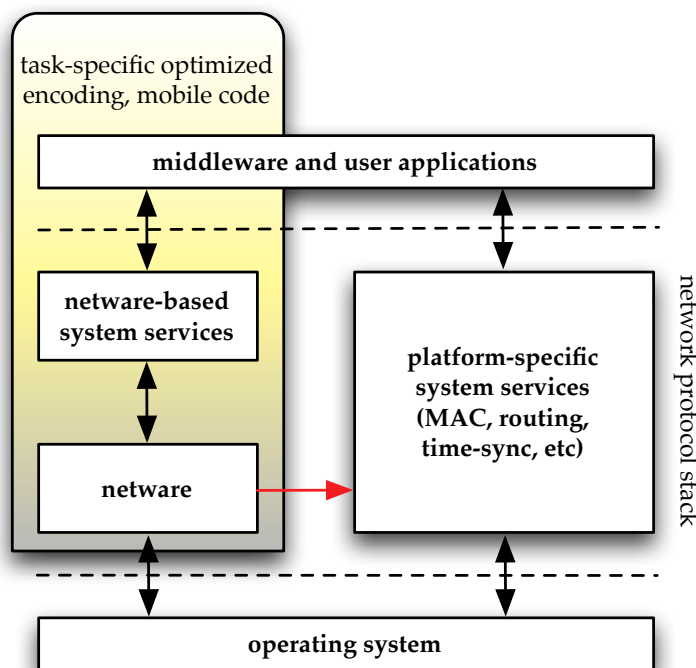 task-specific optimized
encoding, mobile code
middleware and user applications
netware-based
system services
platform-specific
system services
(MAC, routing,
time-sync, etc)
network protocol stack
netware
operating system